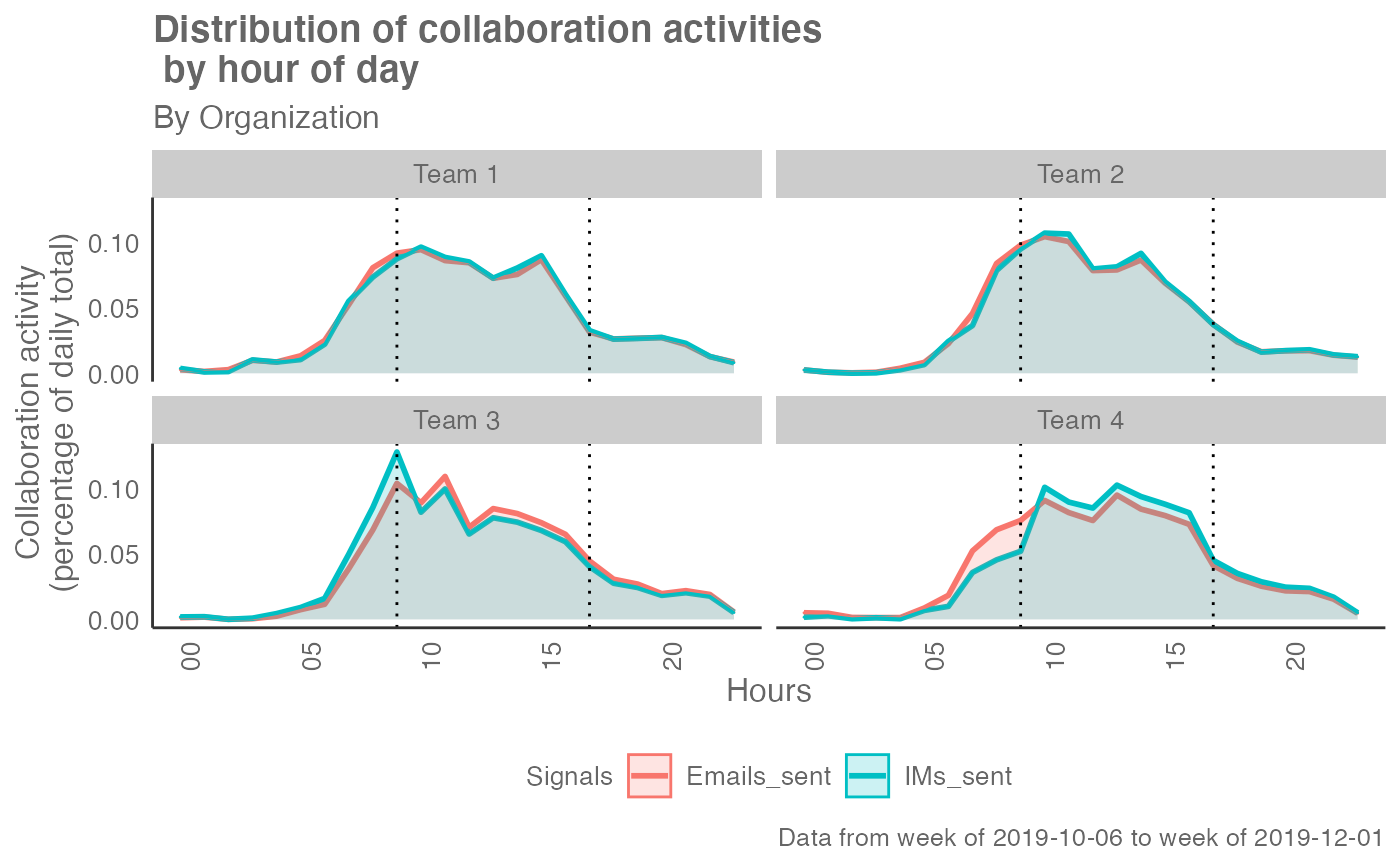 Distribution of collaboration activities
by hour of day
By Organization
Team 1
Team 2
Collaboration activity
(percentage of daily total)
0.10
0.05
0.00
Team 3
Team 4
0.10
0.05
0.00
00
05
10
15
20
00
05
10
15
20
Hours
Signals
Emails_sent
IMs_sent
Data from week of 2019-10-06 to week of 2019-12-01